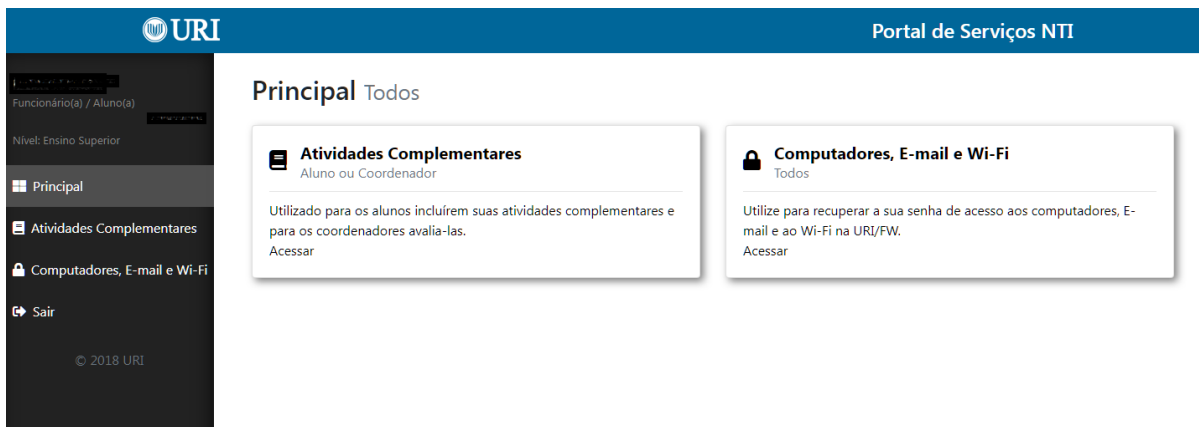 URI
Portal de Serviços NTI
Funcionário(a) / Aluno(a)
Nível: Ensino Superior
Principal
Atividades Complementares
Computadores, E-mail e Wi-Fi
Sair
© 2018 URI
Principal Todos
Atividades Complementares
Aluno ou Coordenador
Utilizado para os alunos incluírem suas atividades complementares e
para os coordenadores avalia-las.
Acessar
Computadores, E-mail e Wi-Fi
Todos
Utilize para recuperar a sua senha de acesso aos computadores, E-
mail e ao Wi-Fi na URI/FW.
Acessar